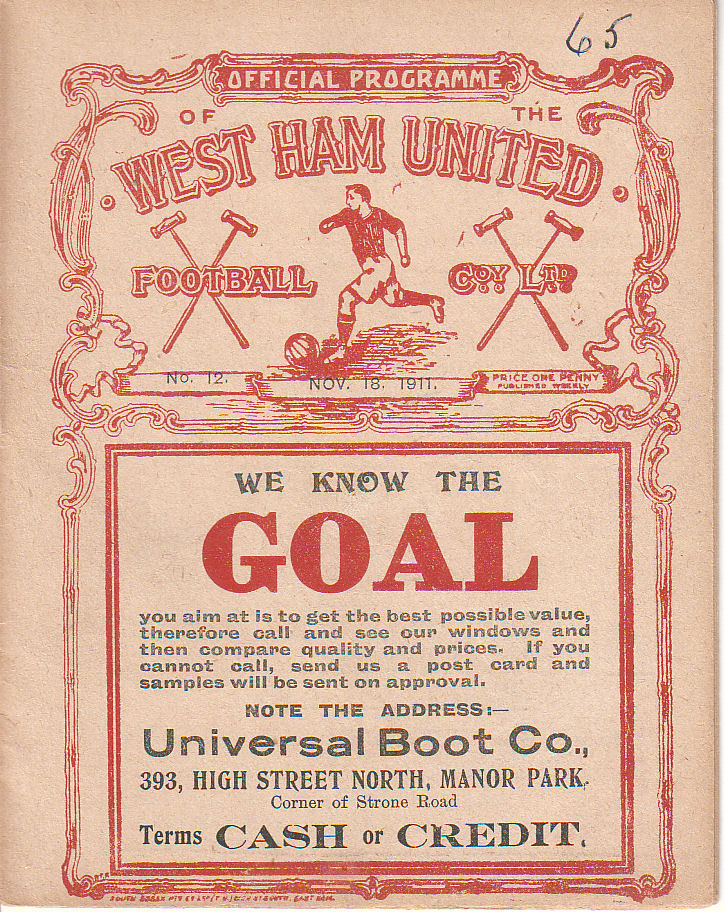 65
OFFICIAL PROGRAMME
OF THE
WEST HAM UNITED
FOOTBALL COY LTD
No. 12. NOV. 18. 1911. PRICE ONE PENNY
PUBLISHED WEEKLY
WE KNOW THE
GOAL
you aim at is to get the best possible value,
therefore call and see our windows and
then compare quality and prices. If you
cannot call, send us a post card and
samples will be sent on approval.
NOTE THE ADDRESS:—
Universal Boot Co.,
393, HIGH STREET NORTH, MANOR PARK.
Corner of Strone Road
Terms CASH or CREDIT.
SOUTH ESSEX EAST HAM.